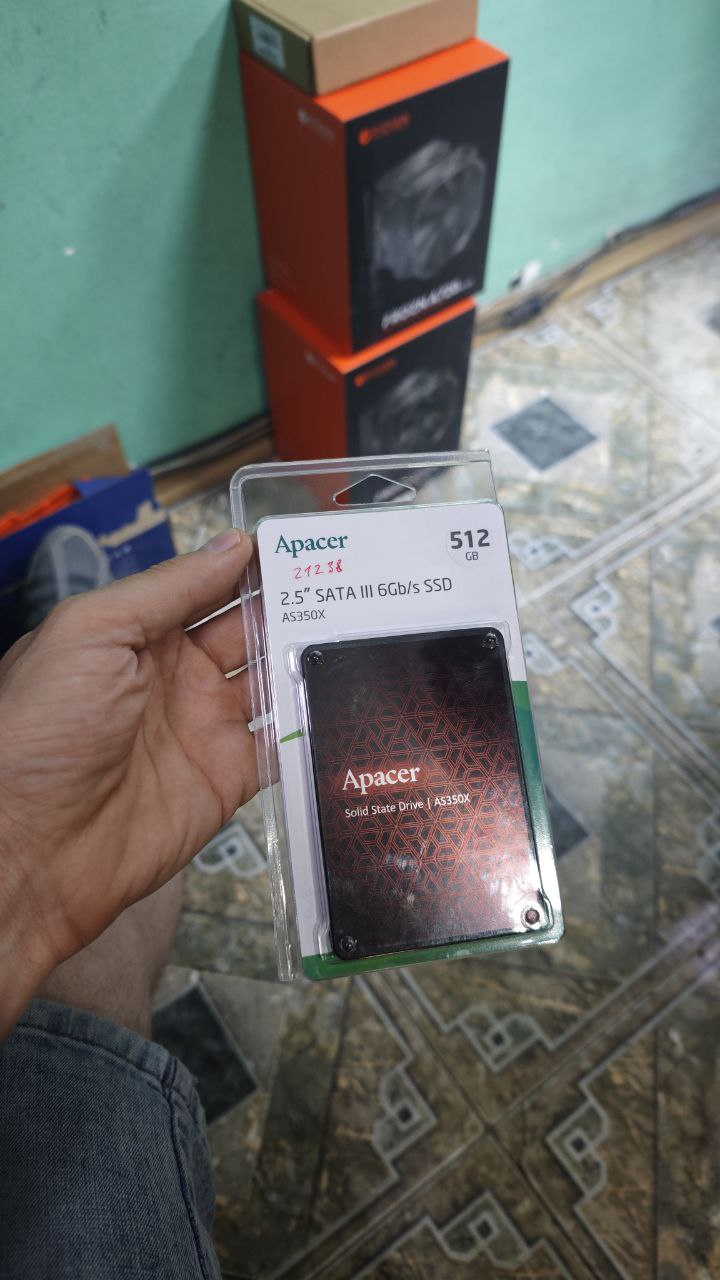 Apacer
512
GB
21238
2.5” SATA III 6Gb/s SSD
AS350X
Apacer
Solid State Drive | AS350X